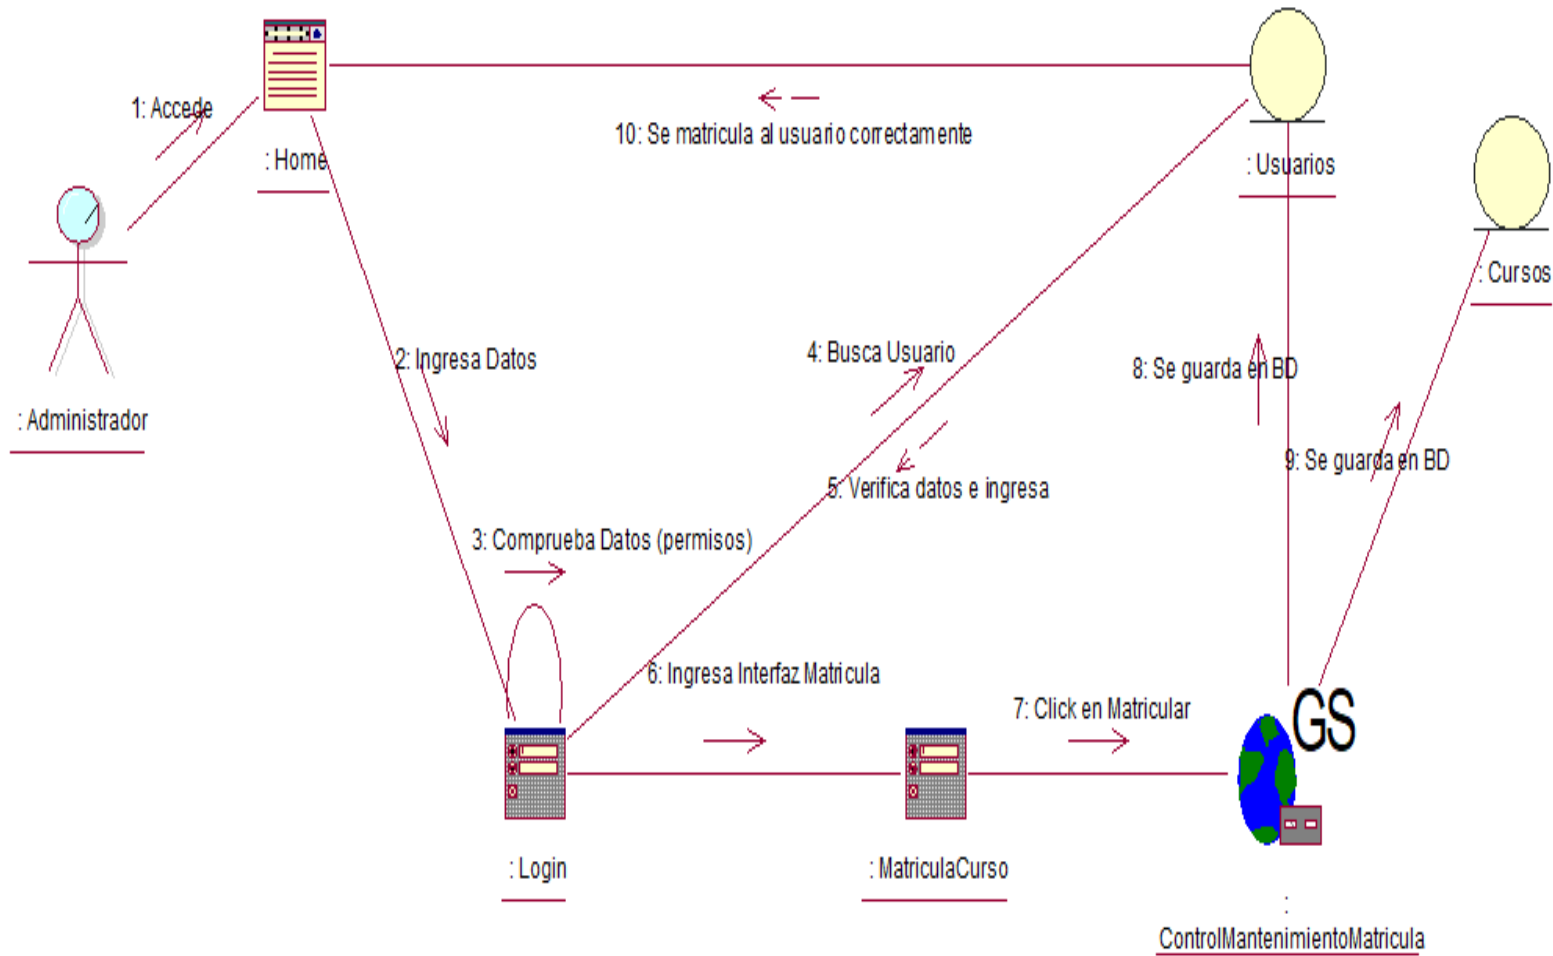 1: Accede
10: Se matricula al usuario correctamente
: Home
: Usuarios
: Cursos
2: Ingresa Datos
4: Busca Usuario
8: Se guarda en BD
: Administrador
9: Se guarda en BD
5: Verifica datos e ingresa
3: Comprueba Datos (permisos)
6: Ingresa Interfaz Matricula
7: Click en Matricular
GS
: Login
: MatriculaCurso
:
ControlMantenimientoMatricula